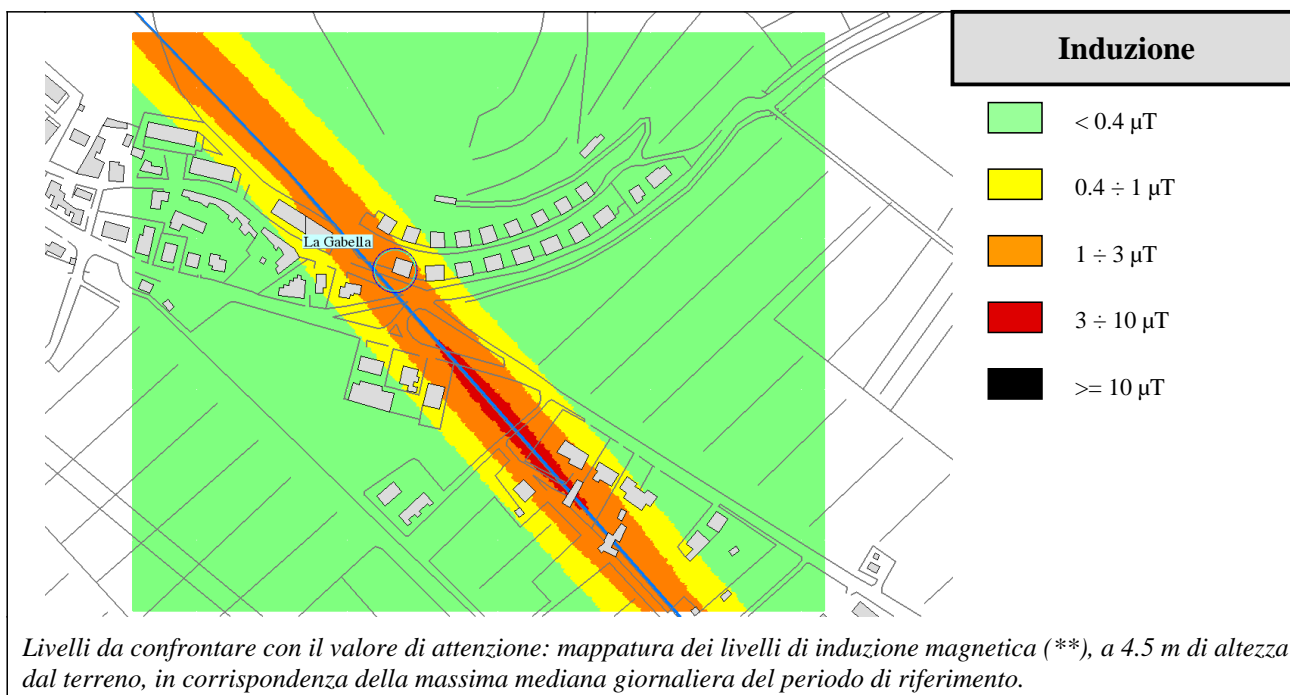 Induzione
< 0.4 µT
0.4 ÷ 1 µT
1 ÷ 3 µT
3 ÷ 10 µT
>= 10 µT
La Gabella
Livelli da confrontare con il valore di attenzione: mappatura dei livelli di induzione magnetica (**), a 4.5 m di altezza
dal terreno, in corrispondenza della massima mediana giornaliera del periodo di riferimento.